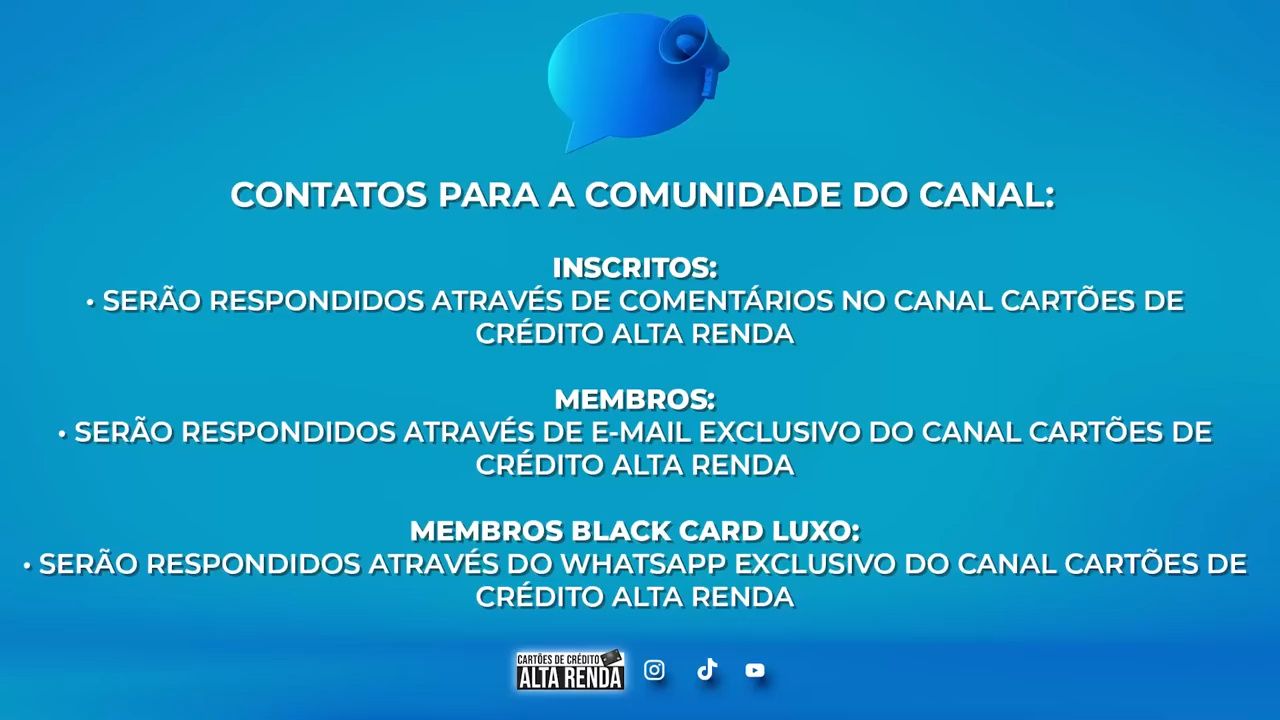 CONTATOS PARA A COMUNIDADE DO CANAL:
INSCRITOS:
• SERÃO RESPONDIDOS ATRAVÉS DE COMENTÁRIOS NO CANAL CARTÕES DE
CRÉDITO ALTA RENDA
MEMBROS:
• SERÃO RESPONDIDOS ATRAVÉS DE E-MAIL EXCLUSIVO DO CANAL CARTÕES DE
CRÉDITO ALTA RENDA
MEMBROS BLACK CARD LUXO:
• SERÃO RESPONDIDOS ATRAVÉS DO WHATSAPP EXCLUSIVO DO CANAL CARTÕES DE
CRÉDITO ALTA RENDA
CARTÕES DE CRÉDITO
ALTA RENDA